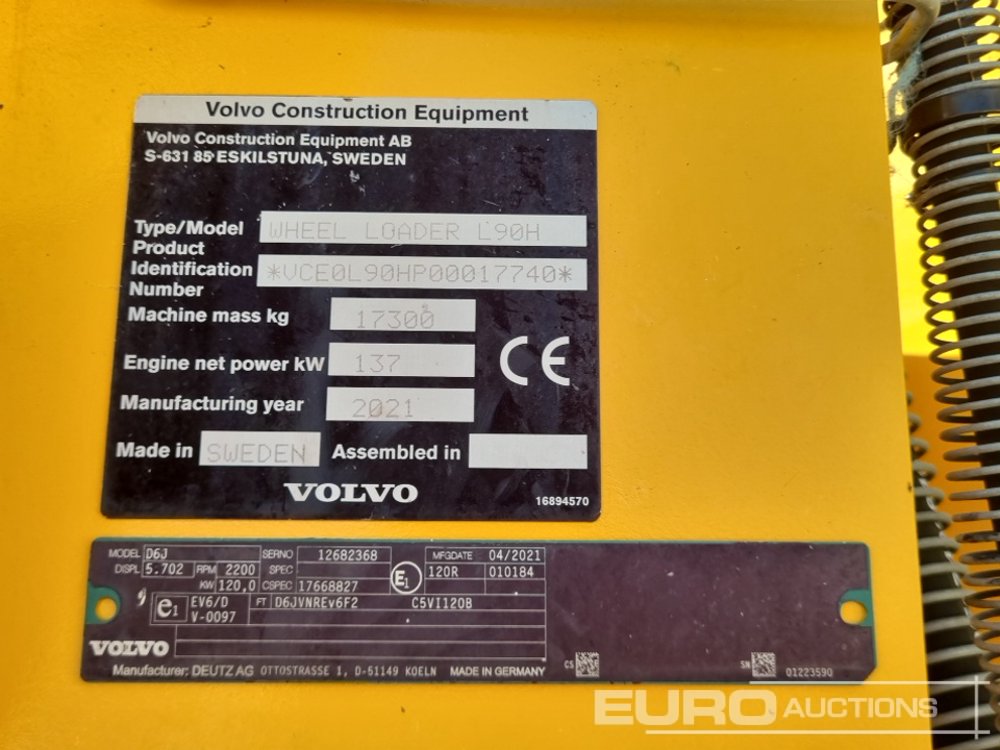 Volvo Construction Equipment
Volvo Construction Equipment AB
S-631 85 ESKILSTUNA, SWEDEN
Type/Model WHEEL LOADER L90H
Product
Identification *VCE0L90HP00017740*
Number
Machine mass kg 17300
Engine net power kW 137
Manufacturing year 2021
Made in SWEDEN Assembled in
VOLVO
16894570
MODEL D6J SERNO 12682368 MFGDATE 04/2021
DISPL 5.702 RPM 2200 SPEC E1 120R 010184
KW 120,0 CSPEC 17668827
e1 EV6/D FT D6JVNREv6F2 C5VI120B
V-0097
VOLVO
Manufacturer: DEUTZ AG OTTOSTRASSE 1, D-51149 KOELN MADE IN GERMANY CS SN 01223590
EURO AUCTIONS